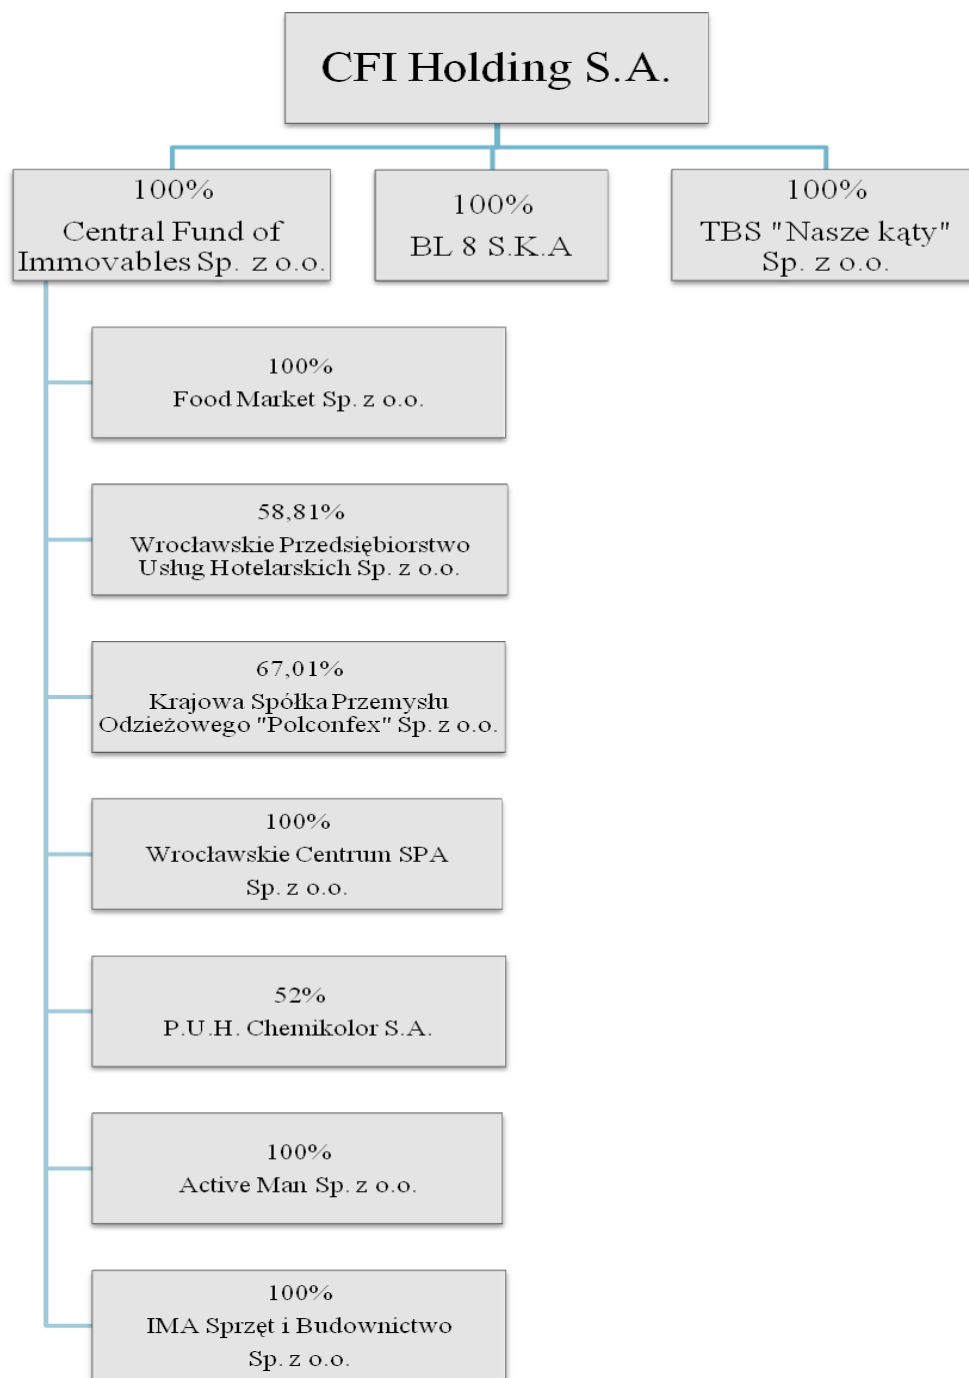 CFI Holding S.A.
100%
Central Fund of
Immovables Sp. z o.o.
100%
BL 8 S.K.A
100%
TBS "Nasze kąty"
Sp. z o.o.
100%
Food Market Sp. z o.o.
58,81%
Wrocławskie Przedsiębiorstwo
Usług Hotelarskich Sp. z o.o.
67,01%
Krajowa Spółka Przemysłu
Odzieżowego "Polconfex" Sp. z o.o.
100%
Wrocławskie Centrum SPA
Sp. z o.o.
52%
P.U.H. Chemikolor S.A.
100%
Active Man Sp. z o.o.
100%
IMA Sprzęt i Budownictwo
Sp. z o.o.